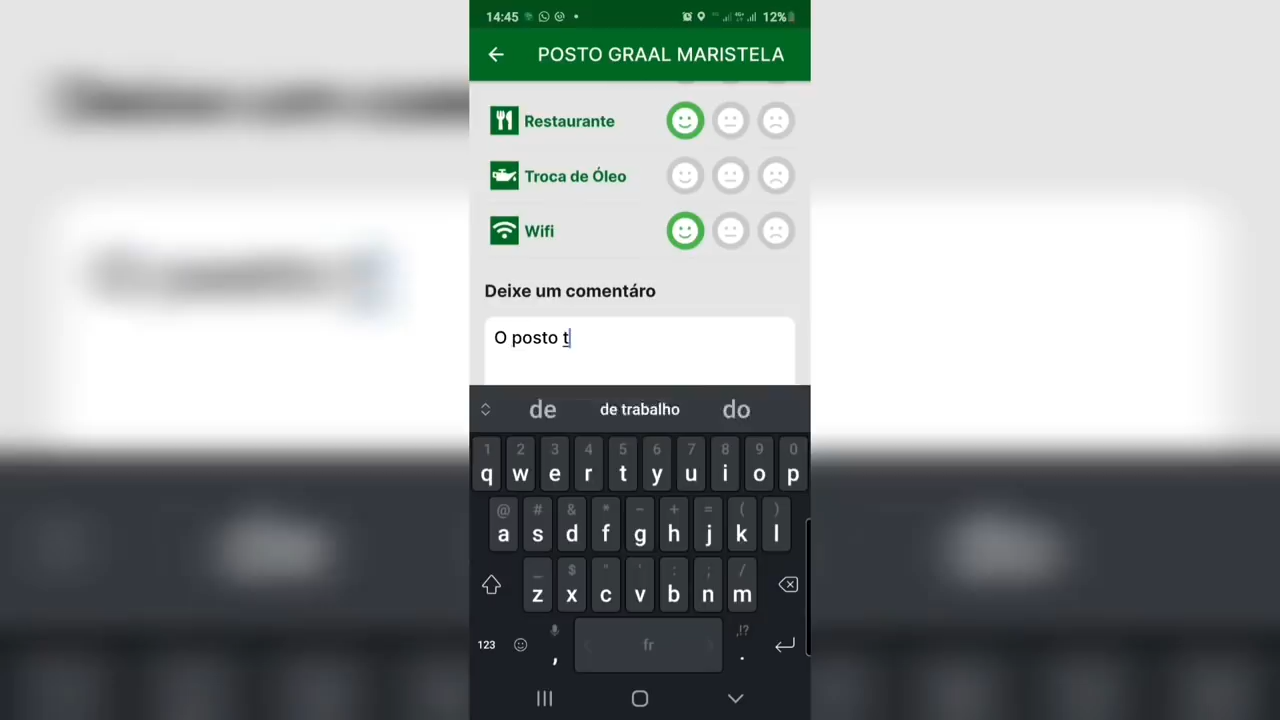 14:45 12%
POSTO GRAAL MARISTELA
Restaurante
Troca de Óleo
Wifi
Deixe um comentáro
O posto t
de de trabalho do
1 2 3 4 5 6 7 8 9 0
q w e r t y u i o p
@ # & * - + = ( )
a s d f g h j k l
_ $ " ' : ; /
z x c v b n m
,!?
123 , fr .